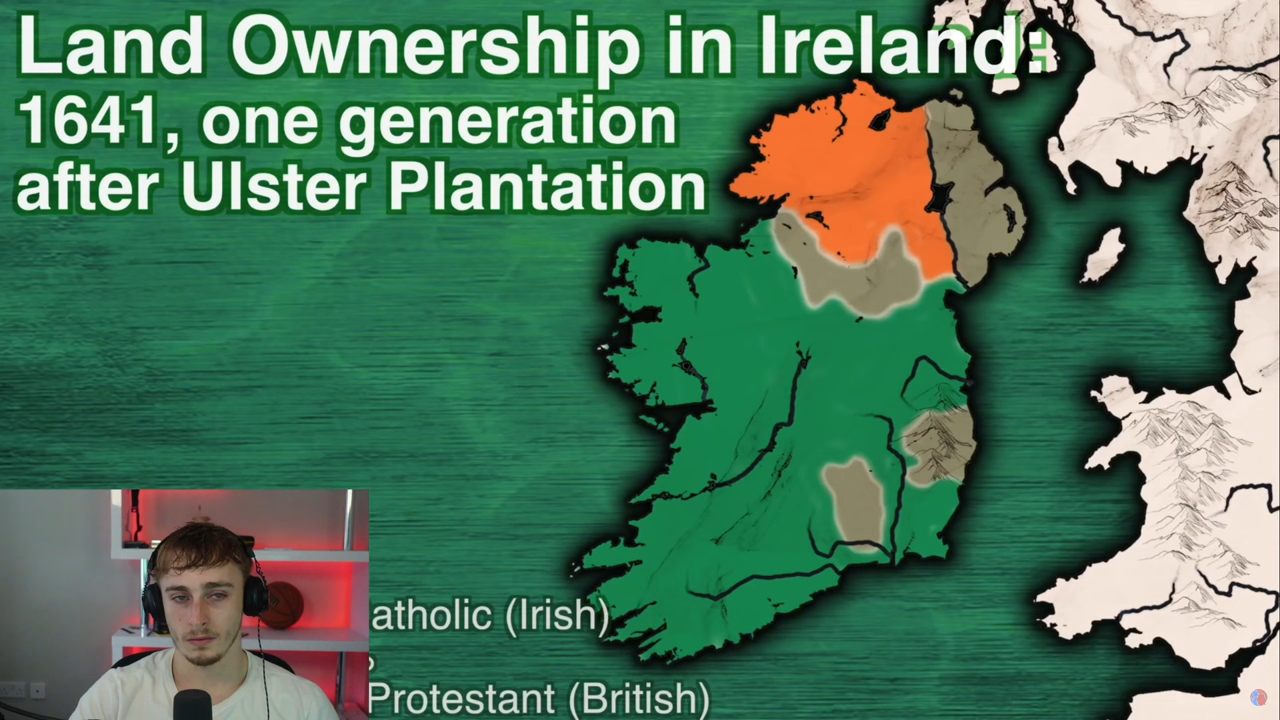 Land Ownership in Ireland:
1641, one generation
after Ulster Plantation
atholic (Irish)
Protestant (British)